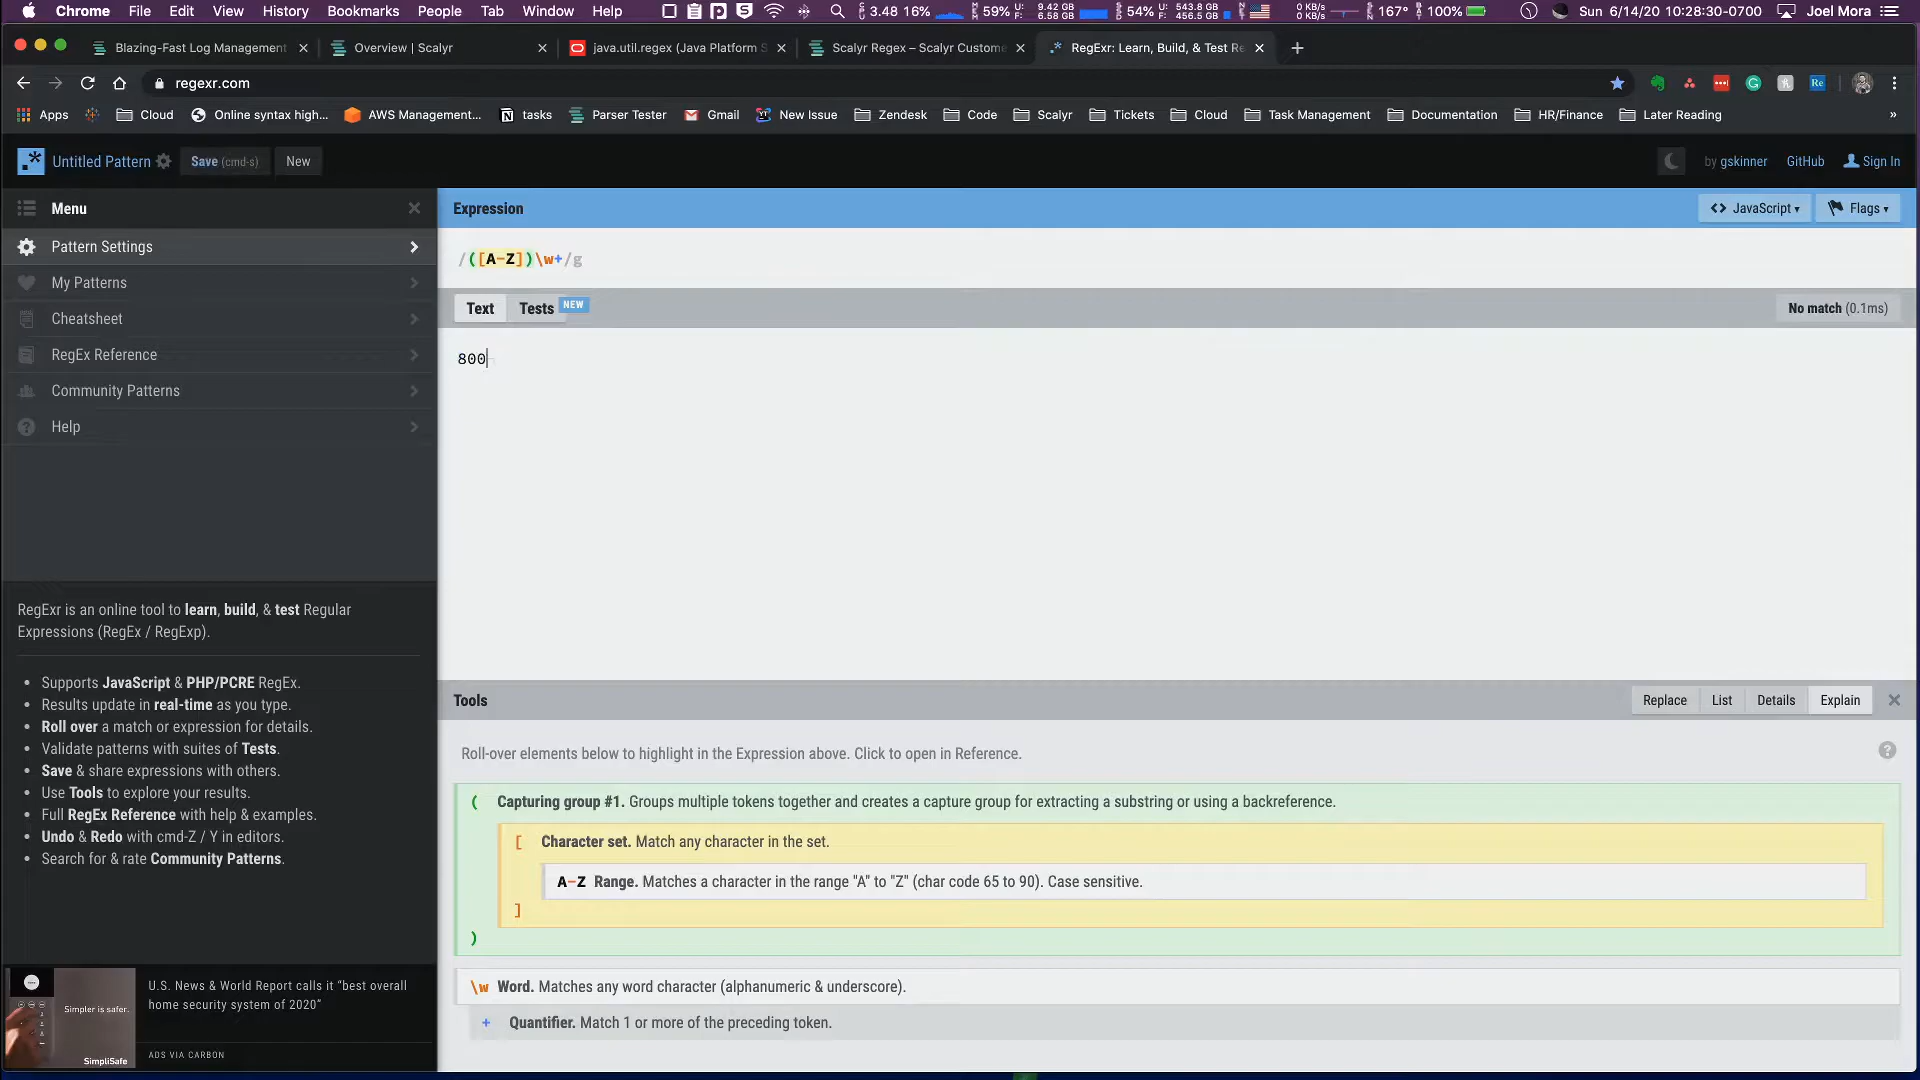 Chrome File Edit View History Bookmarks People Tab Window Help 3.48 16% 59% U: 9.42 GB F: 6.58 GB 54% U: 543.8 GB F: 456.5 GB 0 KB/s 0 KB/s 167° 100% Sun 6/14/20 10:28:30-0700 Joel Mora
Blazing-Fast Log Management Overview | Scalyr java.util.regex (Java Platform S Scalyr Regex – Scalyr Custome RegExr: Learn, Build, & Test Re
regexr.com
Apps Cloud Online syntax high... AWS Management... tasks Parser Tester Gmail New Issue Zendesk Code Scalyr Tickets Cloud Task Management Documentation HR/Finance Later Reading »
Untitled Pattern Save (cmd-s) New by gskinner GitHub Sign In
Menu
Pattern Settings
My Patterns
Cheatsheet
RegEx Reference
Community Patterns
Help
RegExr is an online tool to learn, build, & test Regular
Expressions (RegEx / RegExp).
• Supports JavaScript & PHP/PCRE RegEx.
• Results update in real-time as you type.
• Roll over a match or expression for details.
• Validate patterns with suites of Tests.
• Save & share expressions with others.
• Use Tools to explore your results.
• Full RegEx Reference with help & examples.
• Undo & Redo with cmd-Z / Y in editors.
• Search for & rate Community Patterns.
Simpler is safer.
SimpliSafe
U.S. News & World Report calls it “best overall
home security system of 2020”
ADS VIA CARBON
Expression <> JavaScript Flags
/([A-Z])\w+/g
Text Tests NEW No match (0.1ms)
800
Tools Replace List Details Explain
Roll-over elements below to highlight in the Expression above. Click to open in Reference.
( Capturing group #1. Groups multiple tokens together and creates a capture group for extracting a substring or using a backreference.
[ Character set. Match any character in the set.
A-Z Range. Matches a character in the range "A" to "Z" (char code 65 to 90). Case sensitive.
]
)
\w Word. Matches any word character (alphanumeric & underscore).
+ Quantifier. Match 1 or more of the preceding token.